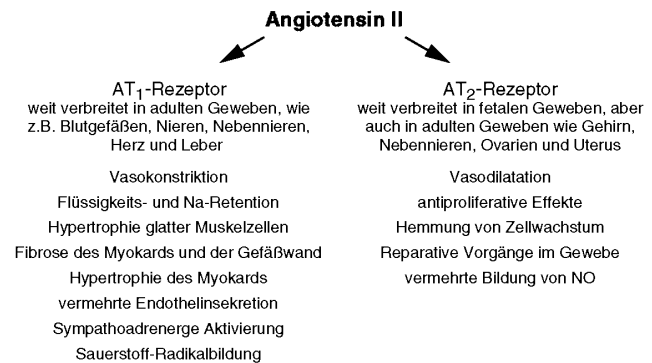 Angiotensin II
AT1-Rezeptor
weit verbreitet in adulten Geweben, wie
z.B. Blutgefäßen, Nieren, Nebennieren,
Herz und Leber
Vasokonstriktion
Flüssigkeits- und Na-Retention
Hypertrophie glatter Muskelzellen
Fibrose des Myokards und der Gefäßwand
Hypertrophie des Myokards
vermehrte Endothelinsekretion
Sympathoadrenerge Aktivierung
Sauerstoff-Radikalbildung
AT2-Rezeptor
weit verbreitet in fetalen Geweben, aber
auch in adulten Geweben wie Gehirn,
Nebennieren, Ovarien und Uterus
Vasodilatation
antiproliferative Effekte
Hemmung von Zellwachstum
Reparative Vorgänge im Gewebe
vermehrte Bildung von NO